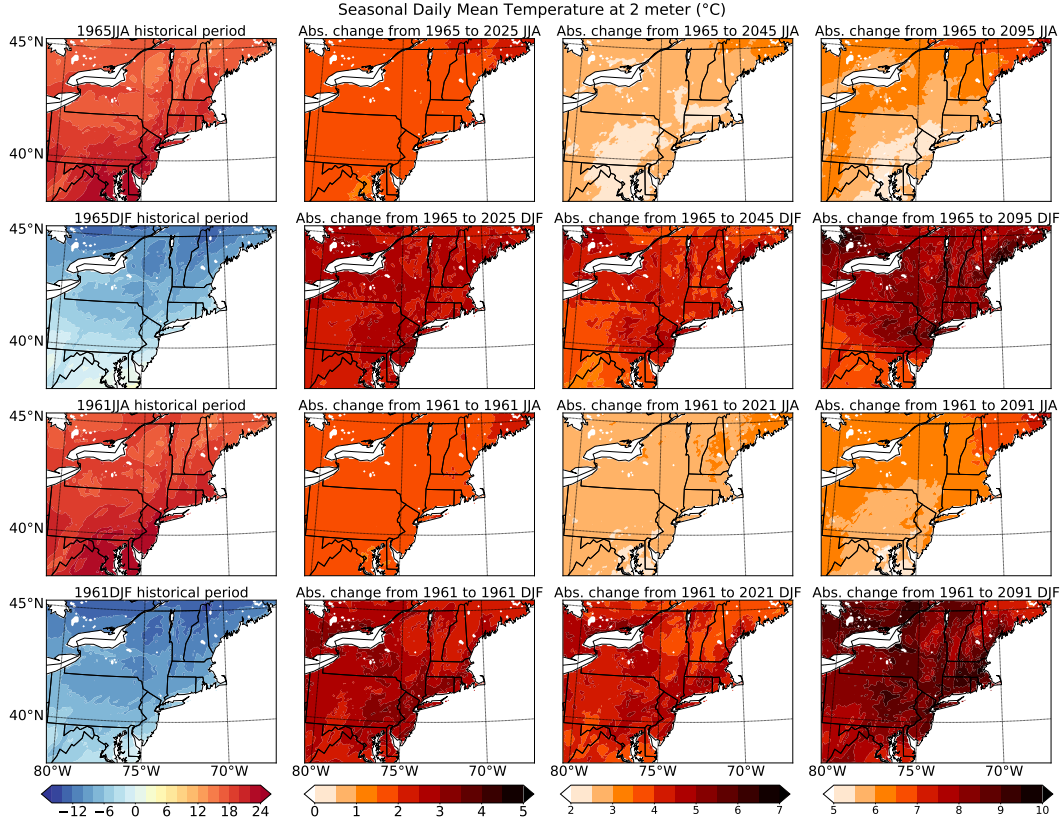 Seasonal Daily Mean Temperature at 2 meter (°C)
1965JJA historical period Abs. change from 1965 to 2025 JJA Abs. change from 1965 to 2045 JJA Abs. change from 1965 to 2095 JJA
45°N
40°N
1965DJF historical period Abs. change from 1965 to 2025 DJF Abs. change from 1965 to 2045 DJF Abs. change from 1965 to 2095 DJF
45°N
40°N
1961JJA historical period Abs. change from 1961 to 1961 JJA Abs. change from 1961 to 2021 JJA Abs. change from 1961 to 2091 JJA
45°N
40°N
1961DJF historical period Abs. change from 1961 to 1961 DJF Abs. change from 1961 to 2021 DJF Abs. change from 1961 to 2091 DJF
45°N
40°N
80°W 75°W 70°W 75°W 70°W 75°W 70°W 75°W 70°W
−12 −6 0 6 12 18 24 0 1 2 3 4 5 2 3 4 5 6 7 5 6 7 8 9 10